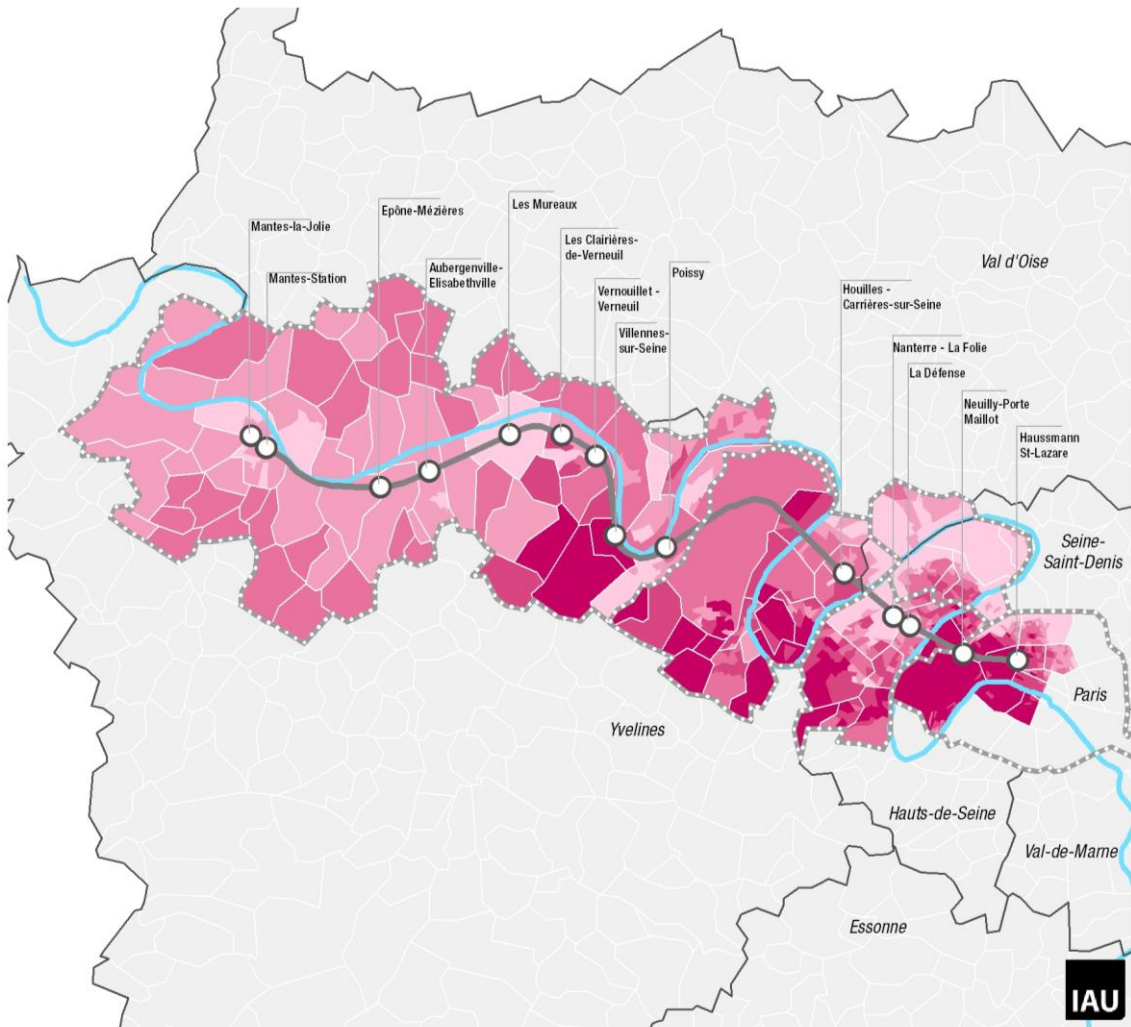 Mantes-la-Jolie
Mantes-Station
Epône-Mézières
Aubergenville-
Elisabethville
Les Mureaux
Les Clairières-
de-Verneuil
Vernouillet -
Verneuil
Villennes-
sur-Seine
Poissy
Houilles -
Carrières-sur-Seine
Nanterre - La Folie
La Défense
Neuilly-Porte
Maillot
Haussmann
St-Lazare
Val d'Oise
Seine-
Saint-Denis
Paris
Yvelines
Hauts-de-Seine
Val-de-Marne
Essonne
IAU